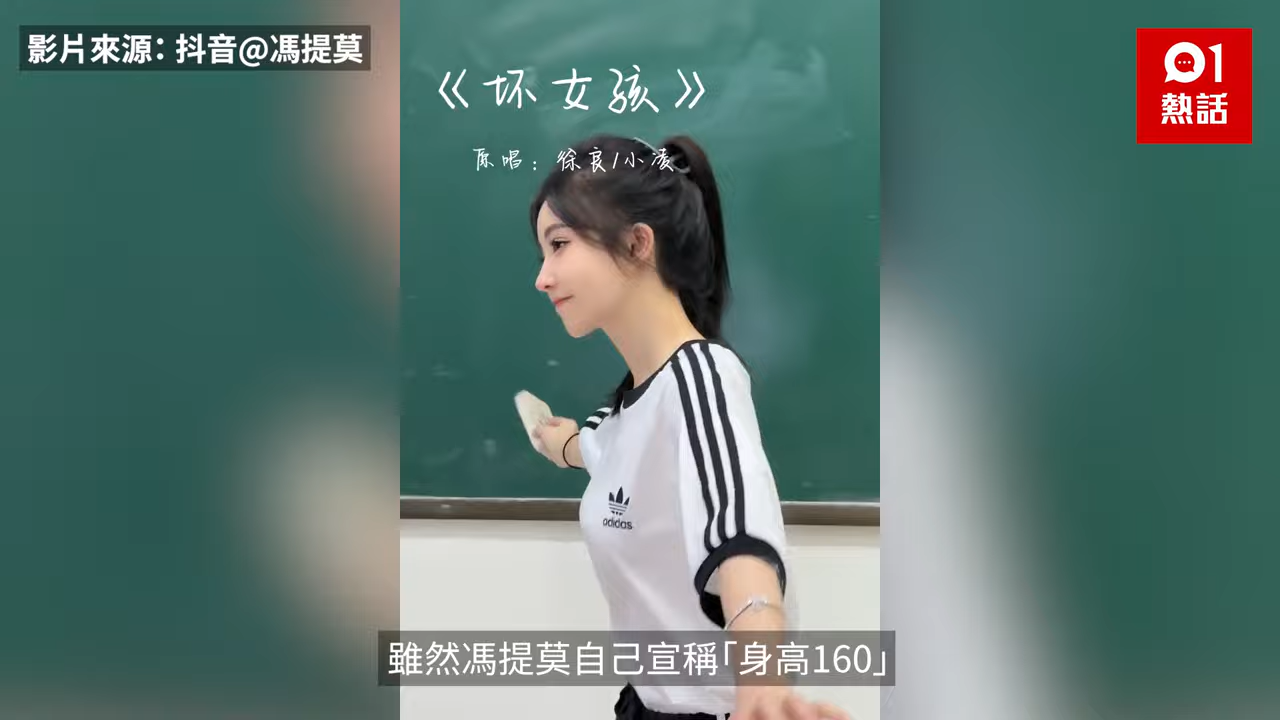 影片來源：抖音@馮提莫
01
熱話
《坏女孩》
原唱：徐良/小凌
adidas
雖然馮提莫自己宣稱「身高160」